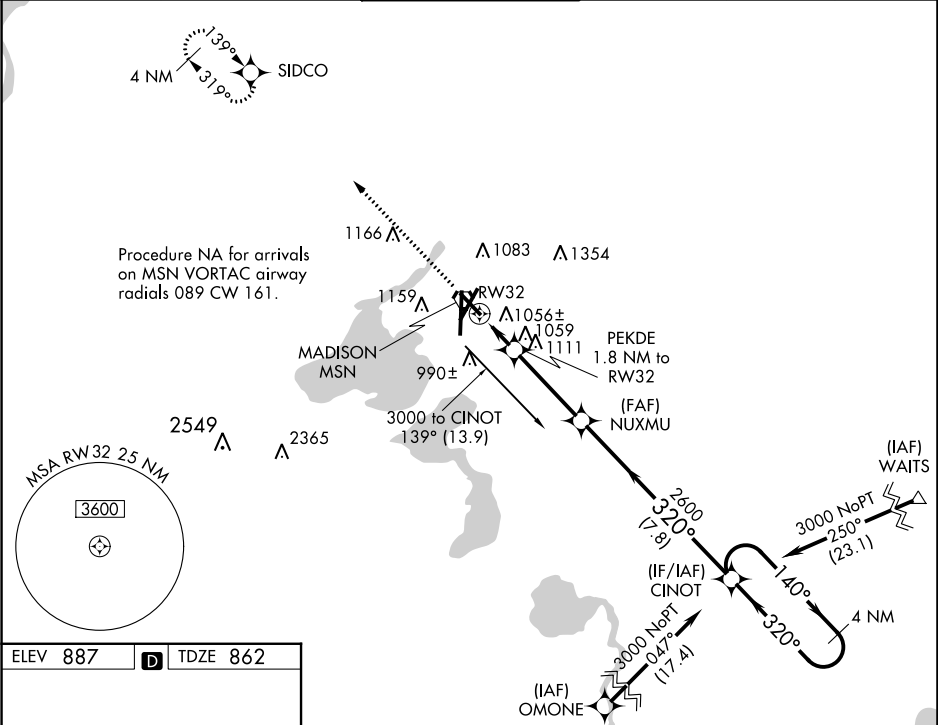 139°
4 NM
319°
SIDCO
1166
1083
1354
Procedure NA for arrivals
on MSN VORTAC airway
radials 089 CW 161.
1159
RW32
1056±
1059
1111
MADISON
MSN
990±
PEKDE
1.8 NM to
RW32
3000 to CINOT
139° (13.9)
(FAF)
NUXMU
2549
2365
MSA RW32 25 NM
3600
(IAF)
WAITS
3000 NoPT
250°
(23.1)
2600
320°
(7.8)
(IF/IAF)
CINOT
140°
320°
4 NM
3000 NoPT
047°
(17.4)
(IAF)
OMONE
ELEV 887 D TDZE 862